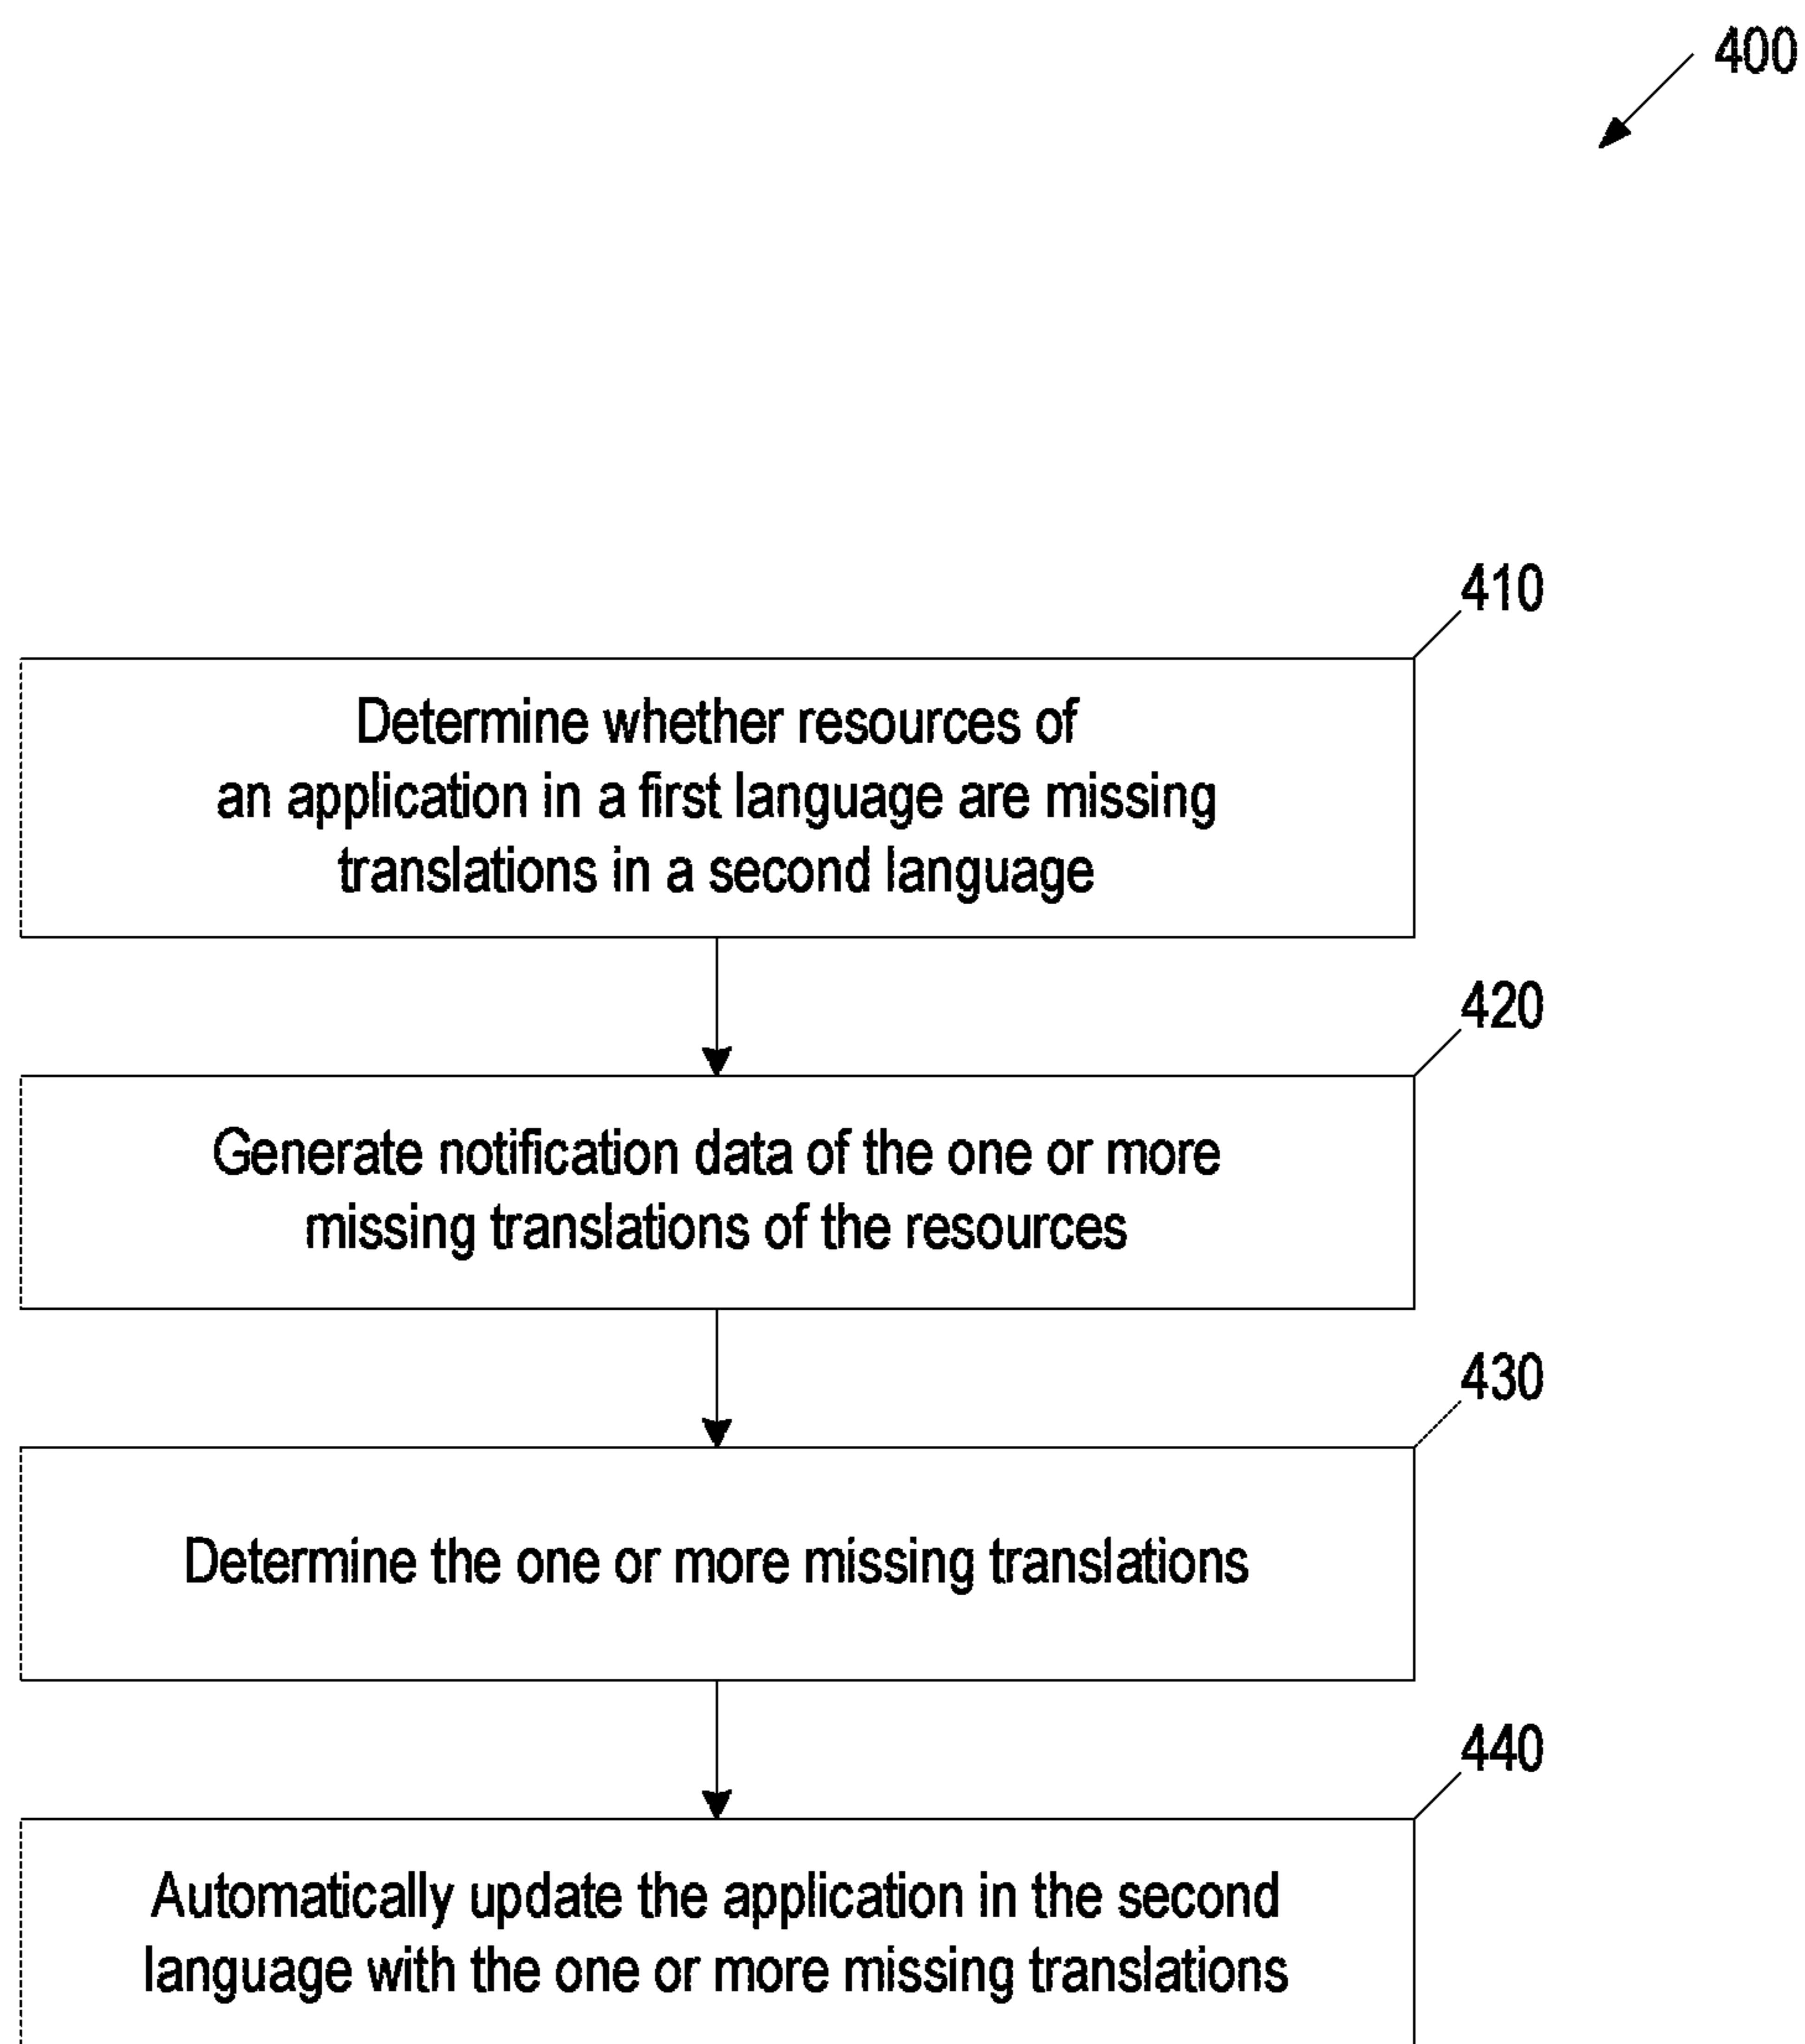 400
410
Determine whether resources of
an application in a first language are missing
translations in a second language
420
Generate notification data of the one or more
missing translations of the resources
430
Determine the one or more missing translations
440
Automatically update the application in the second
language with the one or more missing translations